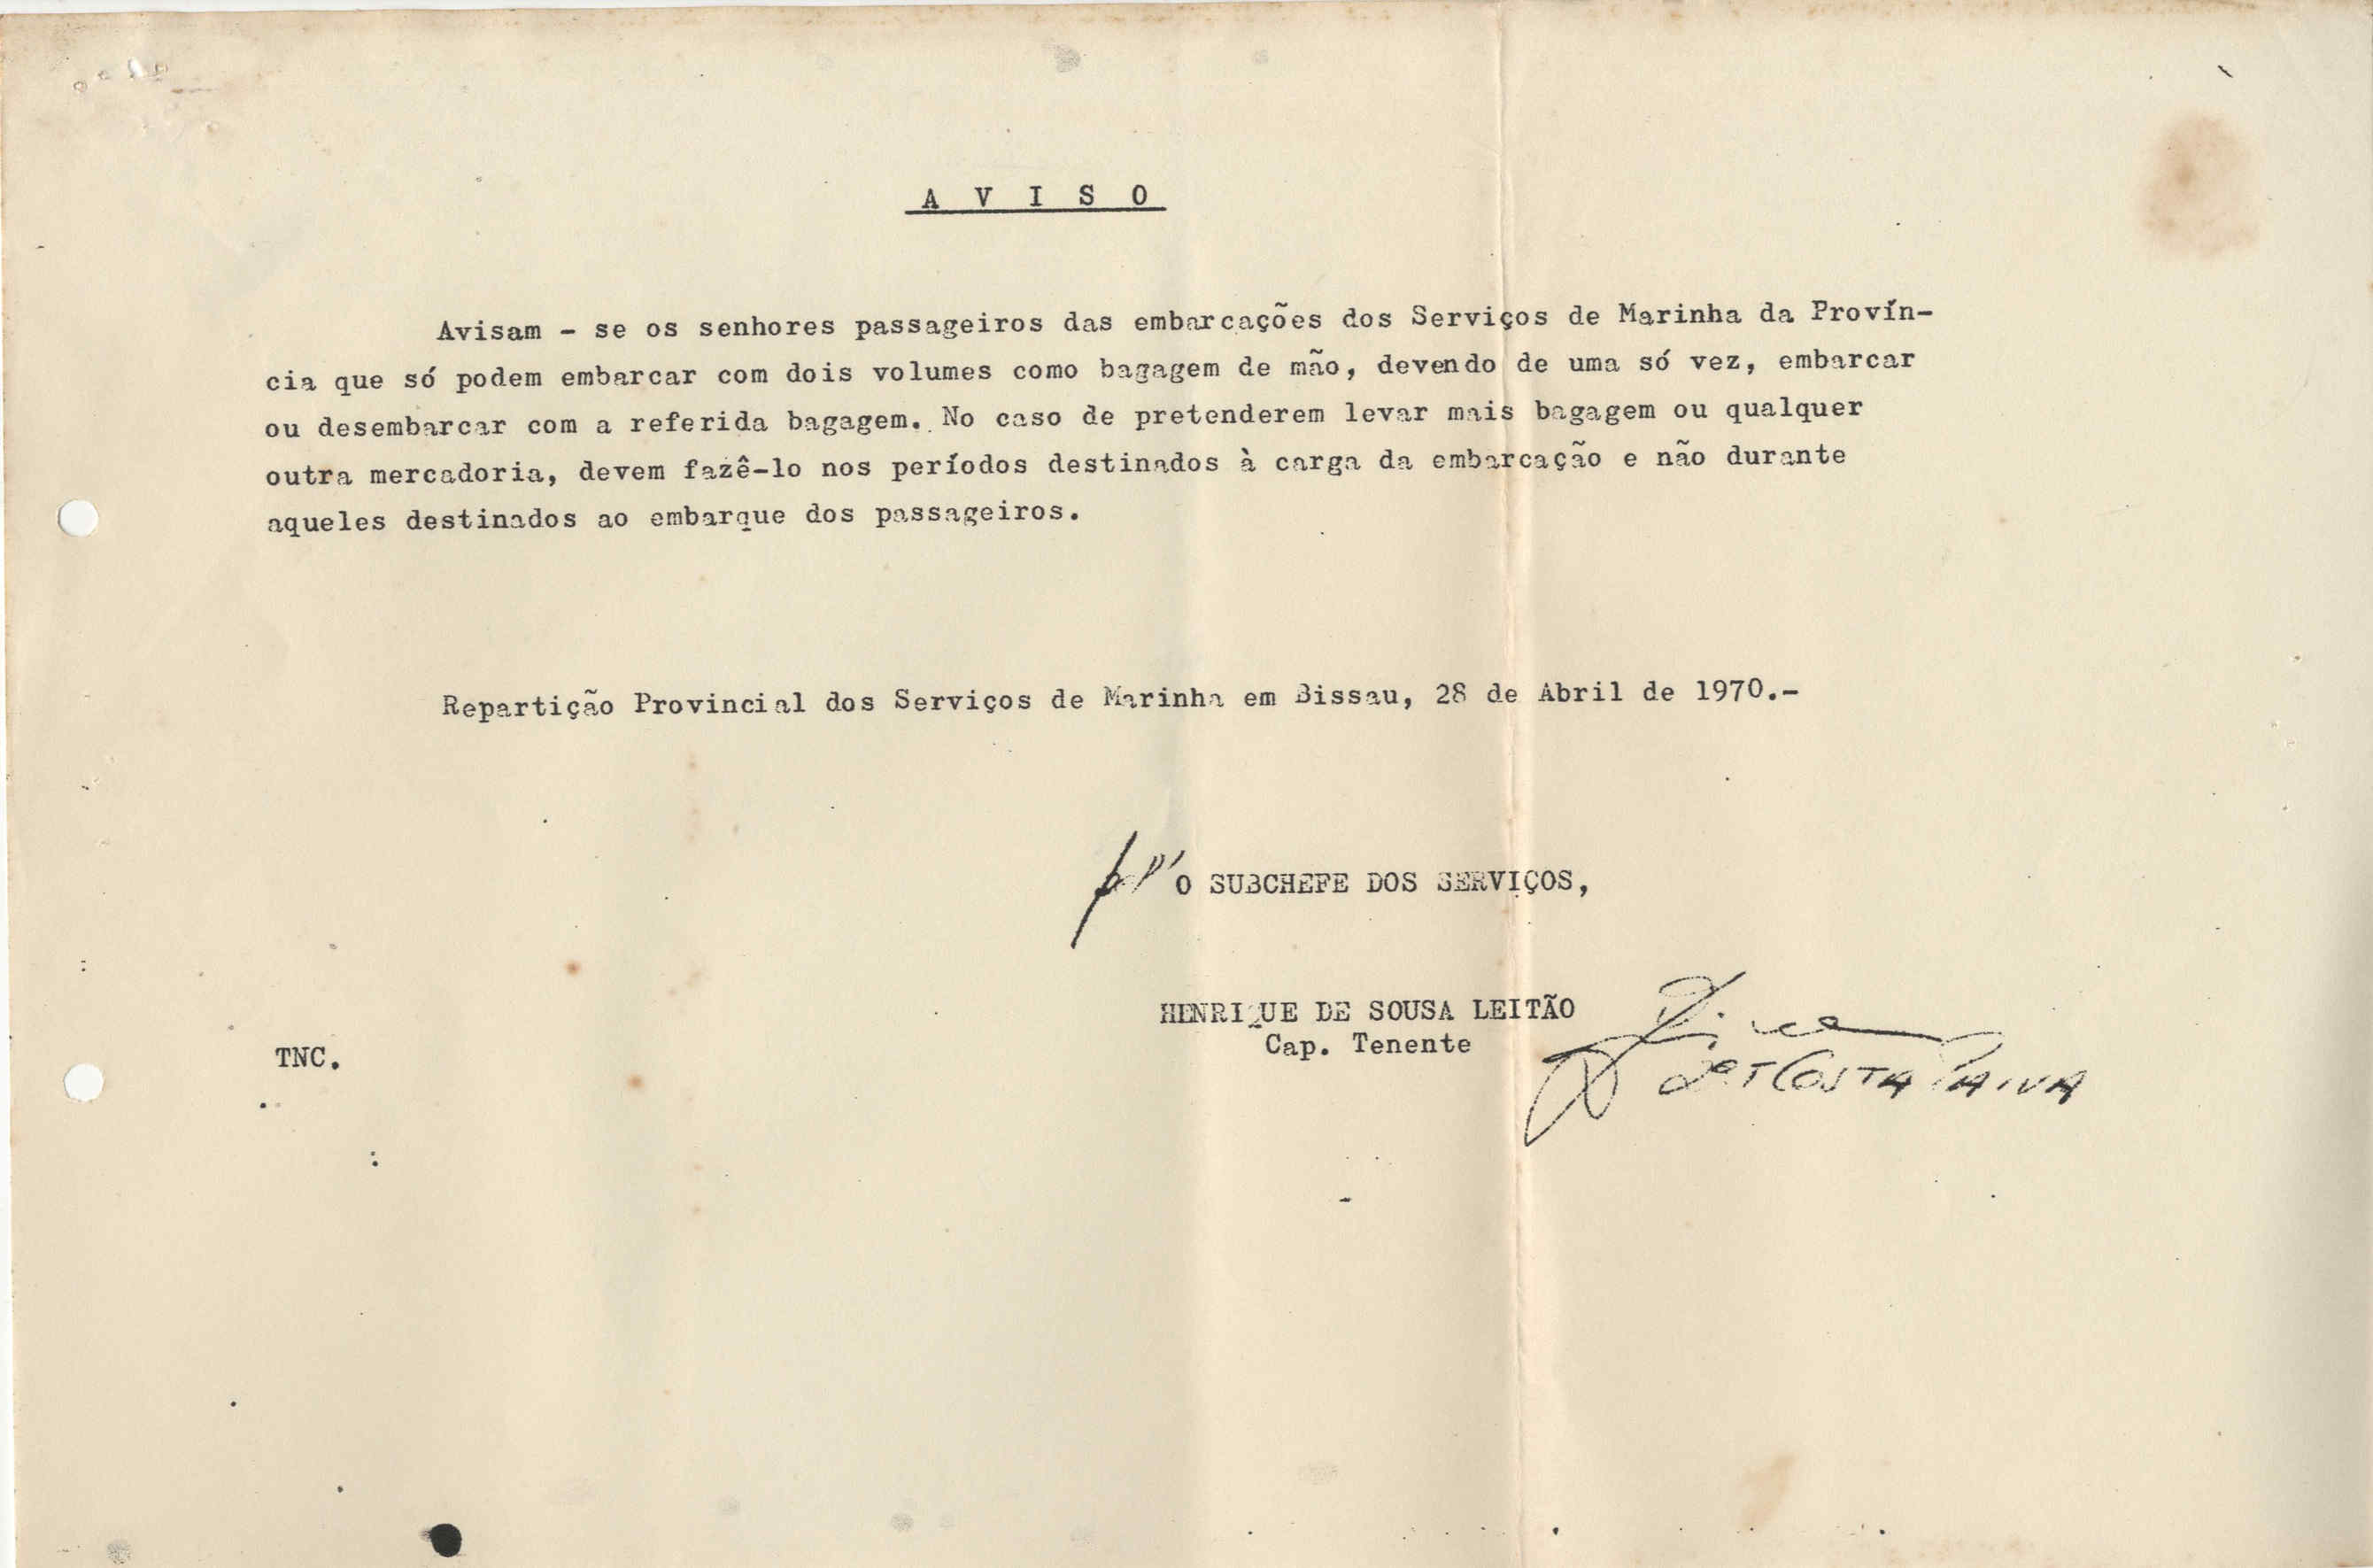 A V I S O
Avisam - se os senhores passageiros das embarcações dos Serviços de Marinha da Provín-
cia que só podem embarcar com dois volumes como bagagem de mão, devendo de uma só vez, embarcar
ou desembarcar com a referida bagagem. No caso de pretenderem levar mais bagagem ou qualquer
outra mercadoria, devem fazê-lo nos períodos destinados à carga da embarcação e não durante
aqueles destinados ao embarque dos passageiros.
Repartição Provincial dos Serviços de Marinha em Bissau, 28 de Abril de 1970.-
O SUBCHEFE DOS SERVIÇOS,
HENRIQUE DE SOUSA LEITÃO
Cap. Tenente
TNC.
2º T COSTA PAIVA